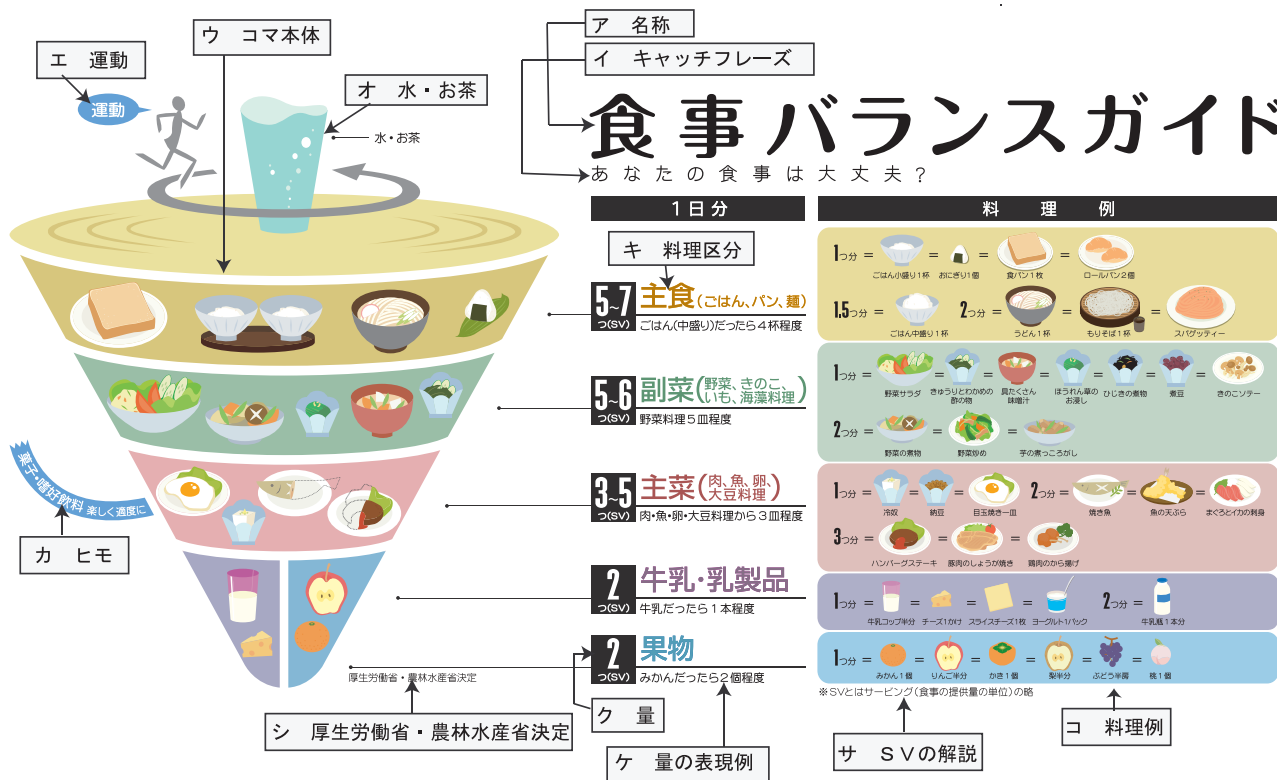 ア　名称
ウ　コマ本体
イ　キャッチフレーズ
エ　運動
オ　水・お茶
運動
水・お茶
食事バランスガイド
あなたの食事は大丈夫？
1日分
料理例
キ　料理区分
5~7
つ(SV)
主食(ごはん、パン、麺)
ごはん(中盛り)だったら4杯程度
1つ分 = ごはん小盛り1杯 = おにぎり1個 = 食パン1枚 = ロールパン2個
1.5つ分 = ごはん中盛り1杯 2つ分 = うどん1杯 = もりそば1杯 = スパゲッティー
5~6
つ(SV)
副菜(野菜、きのこ、いも、海藻料理)
野菜料理5皿程度
1つ分 = 野菜サラダ = きゅうりとわかめの酢の物 = 具たくさん味噌汁 = ほうれん草のお浸し = ひじきの煮物 = 煮豆 = きのこソテー
2つ分 = 野菜の煮物 = 野菜炒め = 芋の煮っころがし
菓子・嗜好飲料 楽しく適度に
カ　ヒモ
3~5
つ(SV)
主菜(肉、魚、卵、大豆料理)
肉・魚・卵・大豆料理から3皿程度
1つ分 = 冷奴 = 納豆 = 目玉焼き一皿 2つ分 = 焼き魚 = 魚の天ぷら = まぐろとイカの刺身
3つ分 = ハンバーグステーキ = 豚肉のしょうが焼き = 鶏肉のから揚げ
2
つ(SV)
牛乳・乳製品
牛乳だったら1本程度
1つ分 = 牛乳コップ半分 = チーズ1かけ = スライスチーズ1枚 = ヨーグルト1パック 2つ分 = 牛乳瓶1本分
2
つ(SV)
果物
みかんだったら2個程度
1つ分 = みかん1個 = りんご半分 = かき1個 = 梨半分 = ぶどう半房 = 桃1個
厚生労働省・農林水産省決定
※SVとはサービング(食事の提供量の単位)の略
シ　厚生労働省・農林水産省決定
ク　量
ケ　量の表現例
サ　ＳＶの解説
コ　料理例